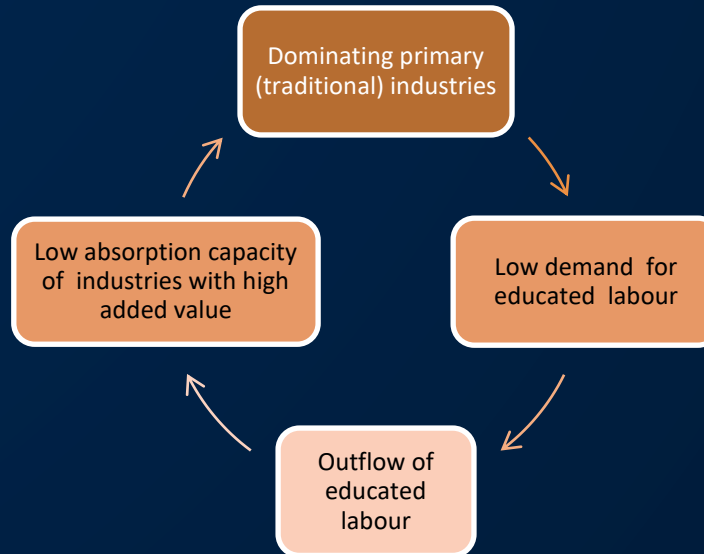 Dominating primary
(traditional) industries
Low demand for
educated labour
Outflow of
educated
labour
Low absorption capacity
of industries with high
added value